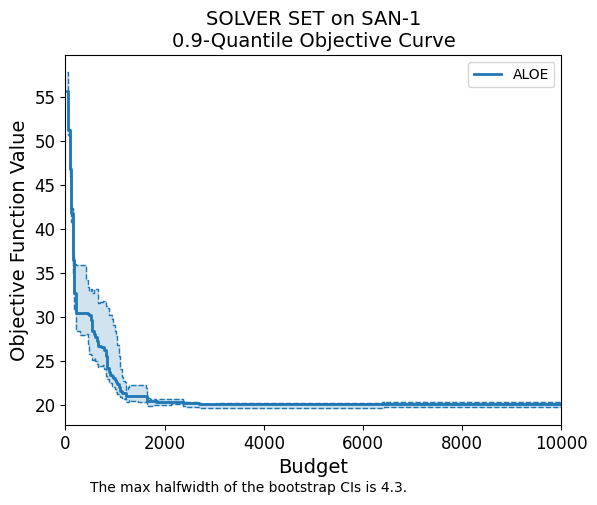 SOLVER SET on SAN-1
0.9-Quantile Objective Curve
ALOE
Objective Function Value
55
50
45
40
35
30
25
20
0
2000
4000
6000
8000
10000
Budget
The max halfwidth of the bootstrap CIs is 4.3.